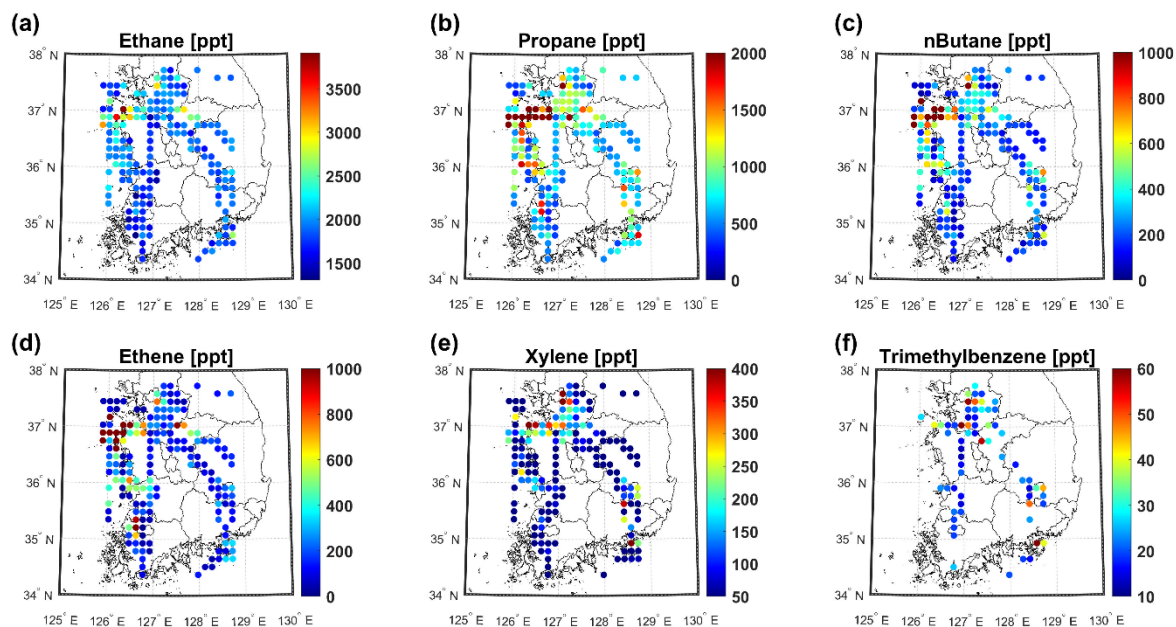 (a) Ethane [ppt]
38° N
37° N
36° N
35° N
34° N
125° E 126° E 127° E 128° E 129° E 130° E
3500
3000
2500
2000
1500
(b) Propane [ppt]
38° N
37° N
36° N
35° N
34° N
125° E 126° E 127° E 128° E 129° E 130° E
2000
1500
1000
500
0
(c) nButane [ppt]
38° N
37° N
36° N
35° N
34° N
125° E 126° E 127° E 128° E 129° E 130° E
1000
800
600
400
200
0
(d) Ethene [ppt]
38° N
37° N
36° N
35° N
34° N
125° E 126° E 127° E 128° E 129° E 130° E
1000
800
600
400
200
0
(e) Xylene [ppt]
38° N
37° N
36° N
35° N
34° N
125° E 126° E 127° E 128° E 129° E 130° E
400
350
300
250
200
150
100
50
(f) Trimethylbenzene [ppt]
38° N
37° N
36° N
35° N
34° N
125° E 126° E 127° E 128° E 129° E 130° E
60
50
40
30
20
10